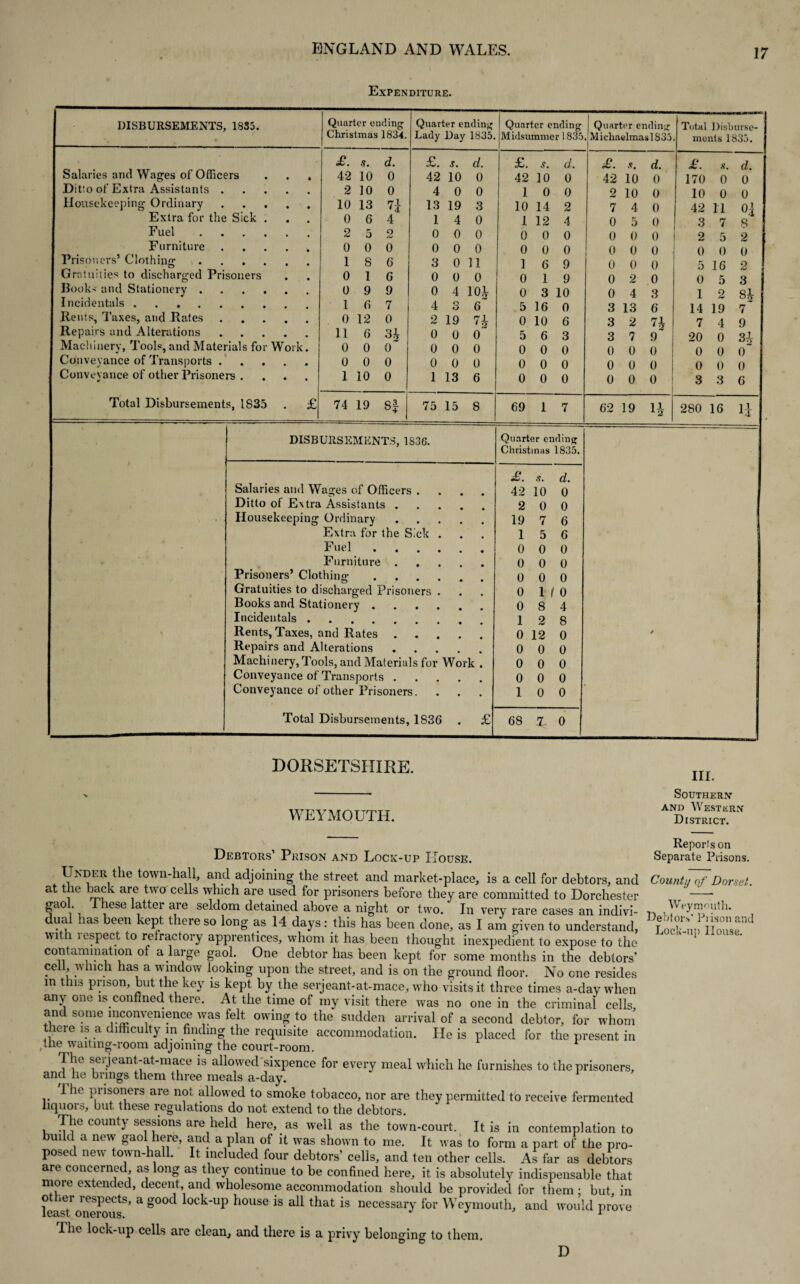 ENGLAND AND WALES. 17
EXPENDITURE.
DISBURSEMENTS, 1835. Quarter ending Christmas 1834. Quarter ending Lady Day 1835. Quarter ending Midsummer 1835. Quarter ending Michaelmas 1835. Total Disbursements 1835.
£. s. d. £. s. d. £. s. d. £. s. d. £. s. d.
Salaries and Wages of Officers . . . 42 10 0 42 10 0 42 10 0 42 10 0 170 0 0
Ditto of Extra Assistants . . . . . 2 10 0 4 0 0 1 0 0 2 10 0 10 0 0
Housekeeping Ordinary . . . . . 10 13 7¼ 13 19 3 10 14 2 7 4 0 42 11 0¼
Extra for the Sick . . . 0 6 4 1 4 0 1 12 4 0 5 0 3 7 8
Fuel . . . . . . 2 5 2 0 0 0 0 0 0 0 0 0 2 5 2
Furniture . . . . . 0 0 0 0 0 0 0 0 0 0 0 0 0 0 0
Prisoners' Clothing . . . . . . 1 8 6 3 0 11 1 6 9 0 0 0 5 16 2
Gratuities to discharged Prisoners . . 0 1 6 0 0 0 0 1 9 0 2 0 0 5 3
Books and Stationery . . . . . . 0 9 9 0 4 10½ 0 3 10 0 4 3 1 2 8½
Incidentals . . . . . . . . . 1 6 7 4 3 6 5 16 0 3 13 6 14 19 7
Rents, Taxes, and Rates . . . . . 0 12 0 2 19 7½ 0 10 6 3 2 7½ 7 4 9
Repairs and Alterations . . . . . 11 6 3½ 0 0 0 5 6 3 3 7 9 20 0 3½
Machinery, Tools, and Materials for Work. 0 0 0 0 0 0 0 0 0 0 0 0 0 0 0
Conveyance of Transports . . . . . 0 0 0 0 0 0 0 0 0 0 0 0 0 0 0
Conveyance of other Prisoners . . . . 1 10 0 1 13 6 0 0 0 0 0 0 3 3 6
Total Disbursements, 1835 . £ 74 19 8¾ 75 15 8 69 1 7 62 19 1½ 280 16 1¼
DISBURSEMENTS, 1836. Quarter ending Christmas 1835.
£. s. d.
Salaries and Wages of Officers . . . . 42 10 0
Ditto of Extra Assistants . . . . . 2 0 0
Housekeeping Ordinary . . . . . 19 7 6
Extra for the Sick . . . 1 5 6
Fuel . . . . . . 0 0 0
Furniture . . . . . 0 0 0
Prisoners' Clothing . . . . . . 0 0 0
Gratuities to discharged Prisoners . . . 0 1 0
Books and Stationery . . . . . . 0 8 4
Incidentals . . . . . . . . . 1 2 8
Rents, Taxes, and Rates . . . . . 0 12 0
Repairs and Alterations . . . . . 0 0 0
Machinery, Tools, and Materials for Work . 0 0 0
Conveyance of Transports . . . . . 0 0 0
Conveyance of other Prisoners. . . . 1 0 0
Total Disbursements, 1836 . £ 68 7 0
DORSETSHIRE.
WEYMOUTH.
DEBTORS' PRISON AND LOCK-UP HOUSE.
III.
SOUTHERN
AND WESTERN
DISTRICT.
Reports on
Separate Prisons.
County of Dorset.
Weymouth.
Debtors' Prison and
Lock-up House.
UNDER the town-hall, and adjoining the street and market-place, is a cell for debtors, and
at the back are two cells which are used for prisoners before they are committed to Dorchester
gaol. These latter are seldom detained above a night or two. In very rare cases an indivi-
dual has been kept there so long as 14 days: this has been done, as I am given to understand,
with respect to refractory apprentices, whom it has been thought inexpedient to expose to the
contamination of a large gaol. One debtor has been kept for some months in the debtors'
cell, which has a window looking upon the street, and is on the ground floor. No one resides
in this prison, but the key is kept by the serjeant-at-mace, who visits it three times a-day when
any one is confined there. At the time of my visit there was no one in the criminal cells,
and some inconvenience was felt owing to the sudden arrival of a second debtor, for whom
there is a difficulty in finding the requisite accommodation. He is placed for the present in
the waiting-room adjoining the court-room.
The serjeant-at-mace is allowed sixpence for every meal which he furnishes to the prisoners,
and he brings them three meals a-day.
The prisoners are not allowed to smoke tobacco, nor are they permitted to receive fermented
liquors, but these regulations do not extend to the debtors.
The county sessions are held here, as well as the town-court. It is in contemplation to
build a new gaol here, and a plan of it was shown to me. It was to form a part of the pro-
posed new town-hall. It included four debtors' cells, and ten other cells. As far as debtors
are concerned, as long as they continue to be confined here, it is absolutely indispensable that
more extended, decent, and wholesome accommodation should be provided for them; but, in
other respects, a good lock-up house is all that is necessary for Weymouth, and would prove
least onerous.
The lock-up cells are clean, and there is a privy belonging to them.
D